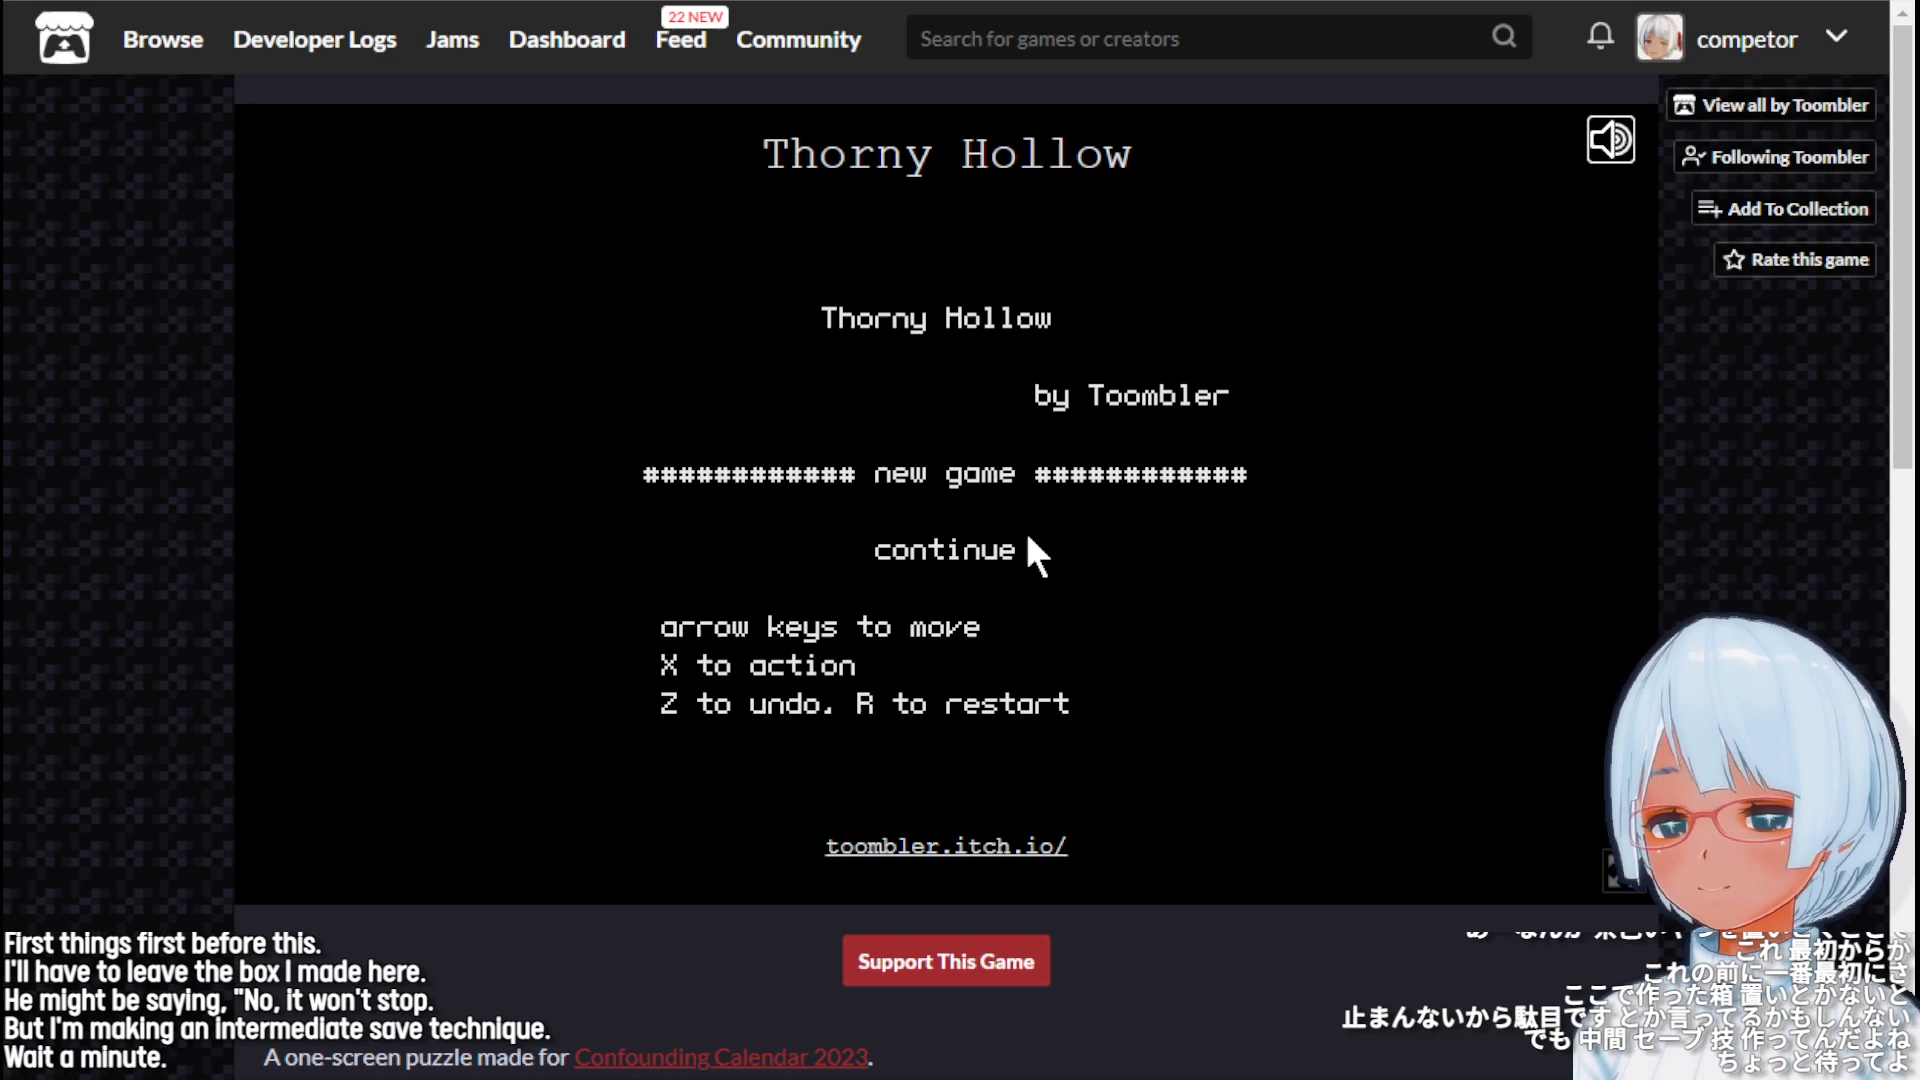 22 NEW
Browse Developer Logs Jams Dashboard Feed Community Search for games or creators competor
View all by Toombler
Following Toombler
Add To Collection
Rate this game
Thorny Hollow
Thorny Hollow
by Toombler
############ new game ############
continue
arrow keys to move
X to action
Z to undo, R to restart
toombler.itch.io/
Support This Game
A one-screen puzzle made for Confounding Calendar 2023.
First things first before this.
I'll have to leave the box I made here.
He might be saying, "No, it won't stop.
But I'm making an intermediate save technique.
Wait a minute.
これ 最初からか
これの前に一番最初にさ
ここで作った箱 置いとかないと
止まんないから駄目です とか言ってるかもしんない
でも 中間 セーブ 技 作ってんだよね
ちょっと待ってよ